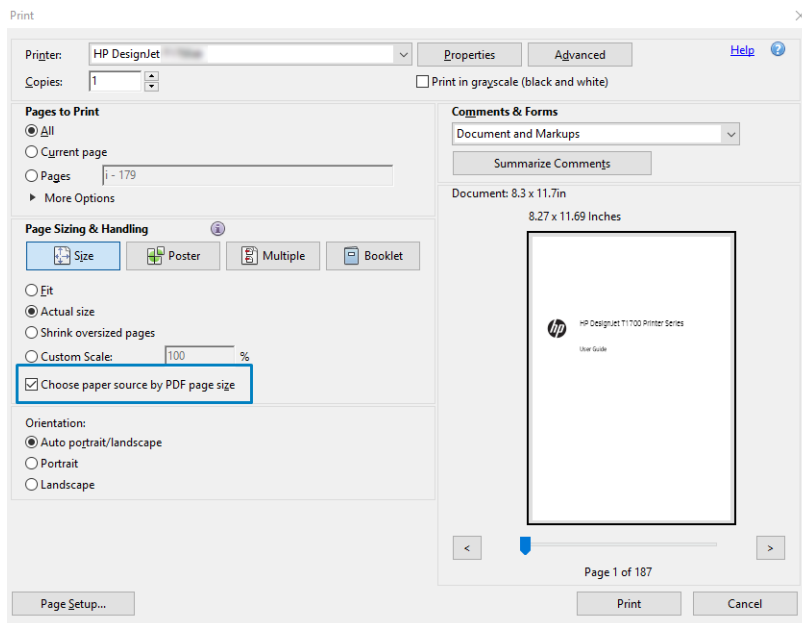 Print
Printer: HP DesignJet Properties Advanced Help ?
Copies: 1 Print in grayscale (black and white)
Pages to Print
All
Current page
Pages i - 179
More Options
Page Sizing & Handling i
Size Poster Multiple Booklet
Fit
Actual size
Shrink oversized pages
Custom Scale: 100 %
Choose paper source by PDF page size
Orientation:
Auto portrait/landscape
Portrait
Landscape
Comments & Forms
Document and Markups
Summarize Comments
Document: 8.3 x 11.7in
8.27 x 11.69 Inches
hp
HP DesignJet T1700 Printer Series
User Guide
< >
Page 1 of 187
Page Setup... Print Cancel